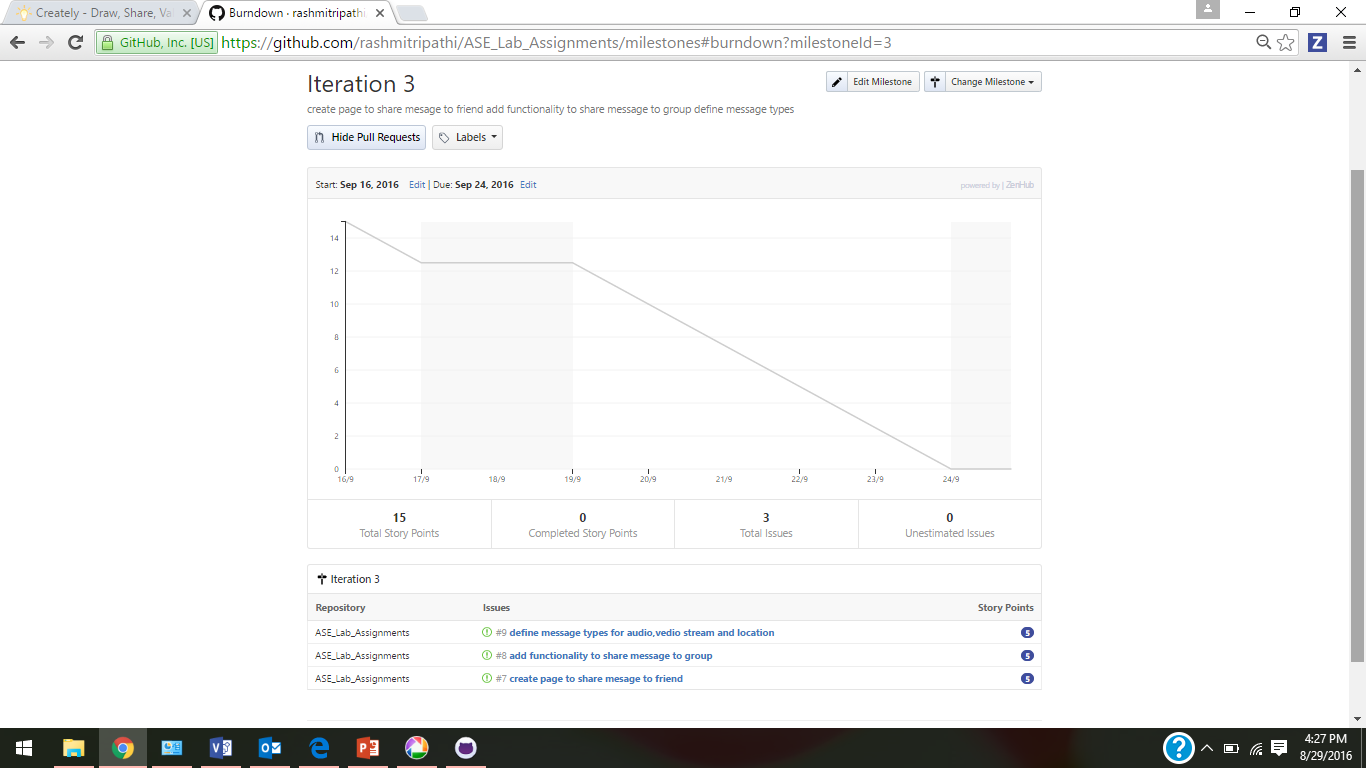 Creately - Draw, Share, Va
Burndown · rashmitripathi
GitHub, Inc. [US] https://github.com/rashmitripathi/ASE_Lab_Assignments/milestones#burndown?milestoneId=3
Z
Iteration 3
Edit Milestone
Change Milestone
create page to share mesage to friend add functionality to share message to group define message types
Hide Pull Requests
Labels
Start: Sep 16, 2016 Edit | Due: Sep 24, 2016 Edit
powered by | ZenHub
14
12
10
8
6
4
2
0
16/9 17/9 18/9 19/9 20/9 21/9 22/9 23/9 24/9
15 0 3 0
Total Story Points Completed Story Points Total Issues Unestimated Issues
Iteration 3
Repository Issues Story Points
ASE_Lab_Assignments #9 define message types for audio,vedio stream and location 5
ASE_Lab_Assignments #8 add functionality to share message to group 5
ASE_Lab_Assignments #7 create page to share mesage to friend 5
4:27 PM
8/29/2016